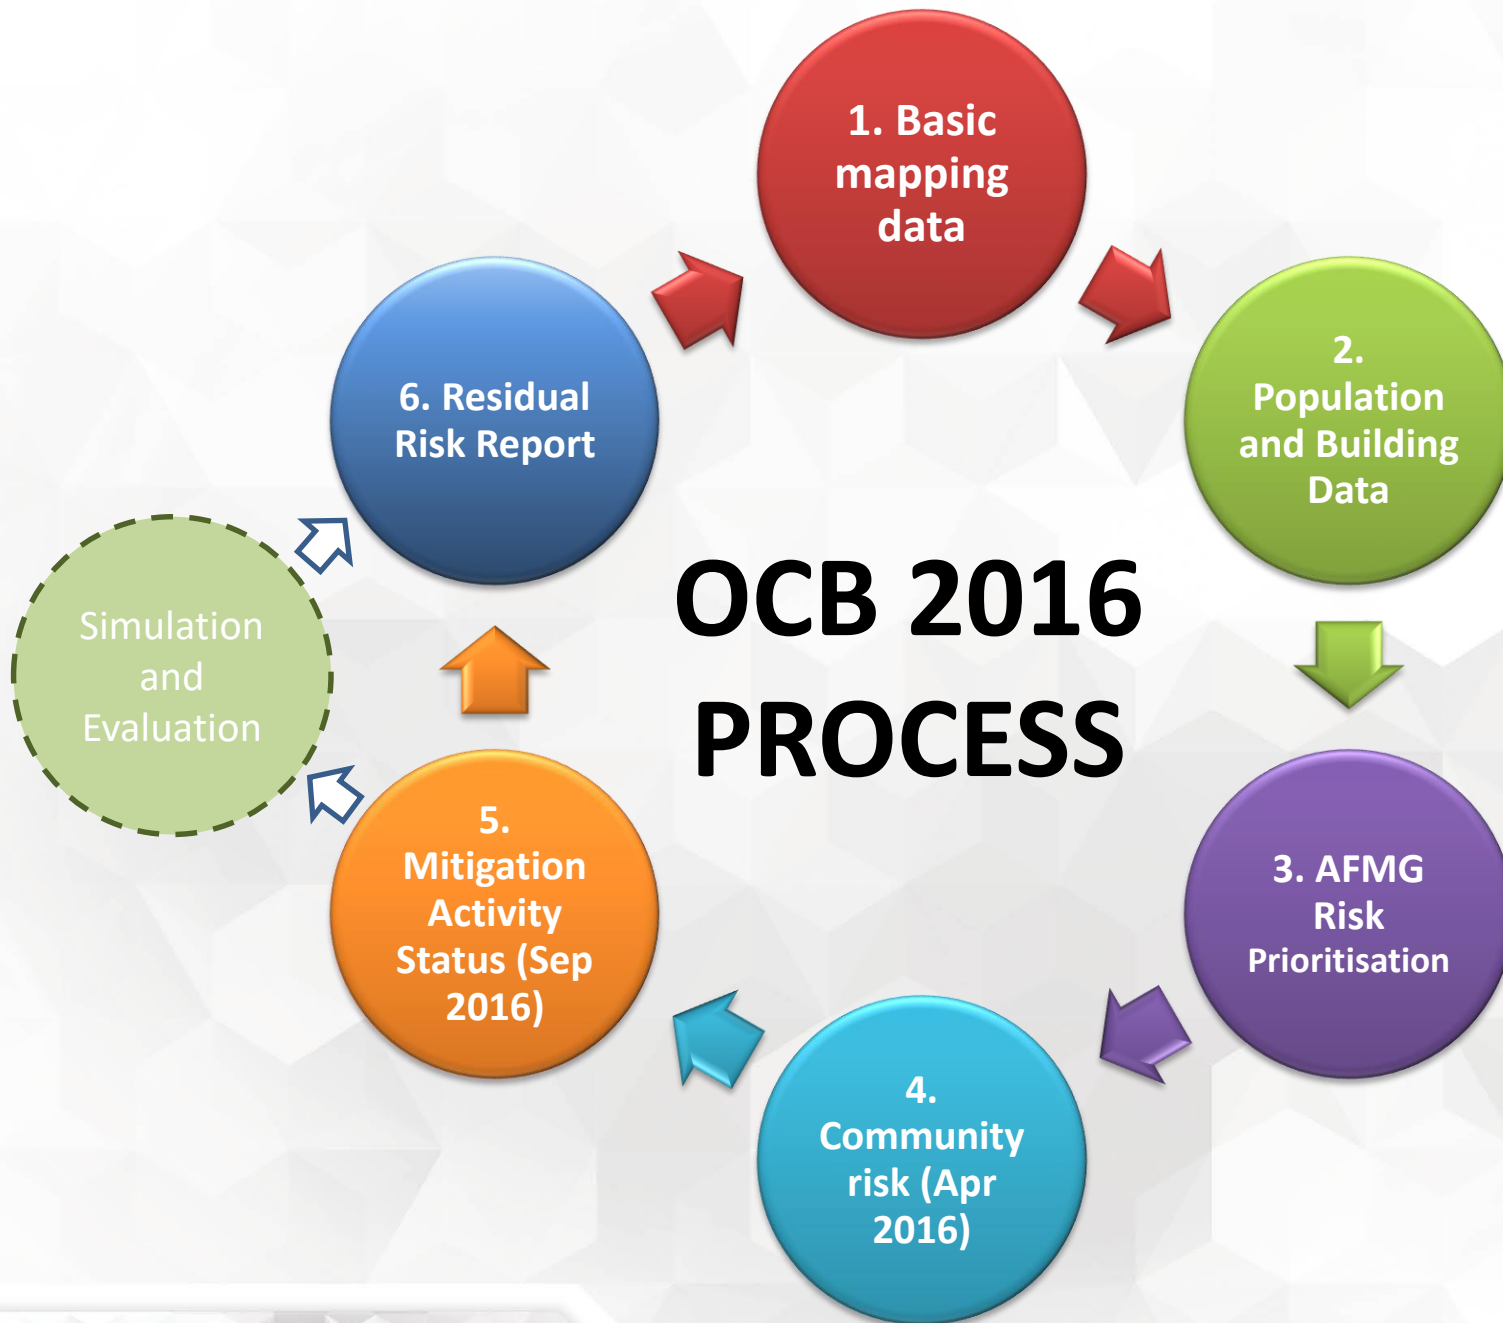 1. Basic
mapping
data
2.
Population
and Building
Data
3. AFMG
Risk
Prioritisation
4.
Community
risk (Apr
2016)
5.
Mitigation
Activity
Status (Sep
2016)
Simulation
and
Evaluation
6. Residual
Risk Report
OCB 2016
PROCESS